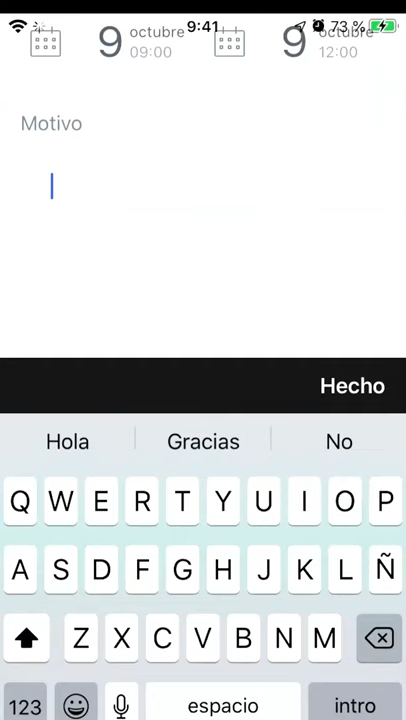 9:41 73 %
9 octubre 09:00 9 octubre 12:00
Motivo
Hecho
Hola Gracias No
Q W E R T Y U I O P
A S D F G H J K L Ñ
Z X C V B N M
123 espacio intro